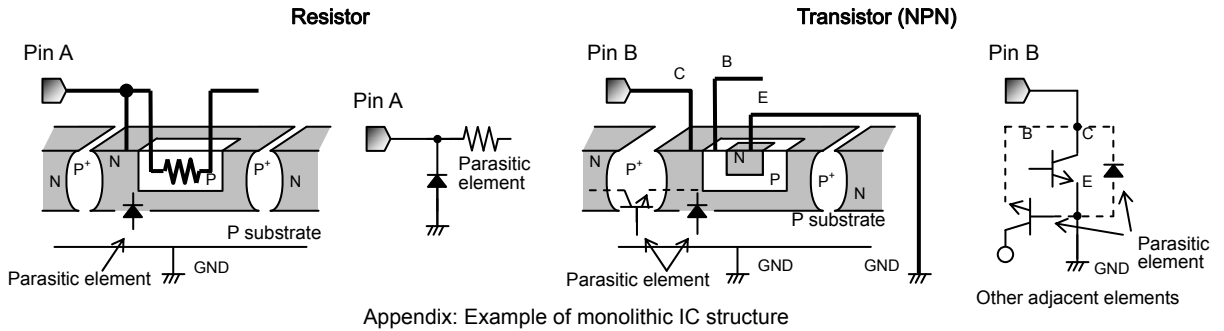 Resistor
Transistor (NPN)
Pin A
Pin A
Pin B
C
B
E
Pin B
N
P+
N
P
P+
N
Parasitic
element
P substrate
Parasitic element
GND
N
P+
N
P
P+
N
P substrate
Parasitic element
GND
GND
B
C
E
Parasitic
element
GND
Other adjacent elements
Appendix: Example of monolithic IC structure